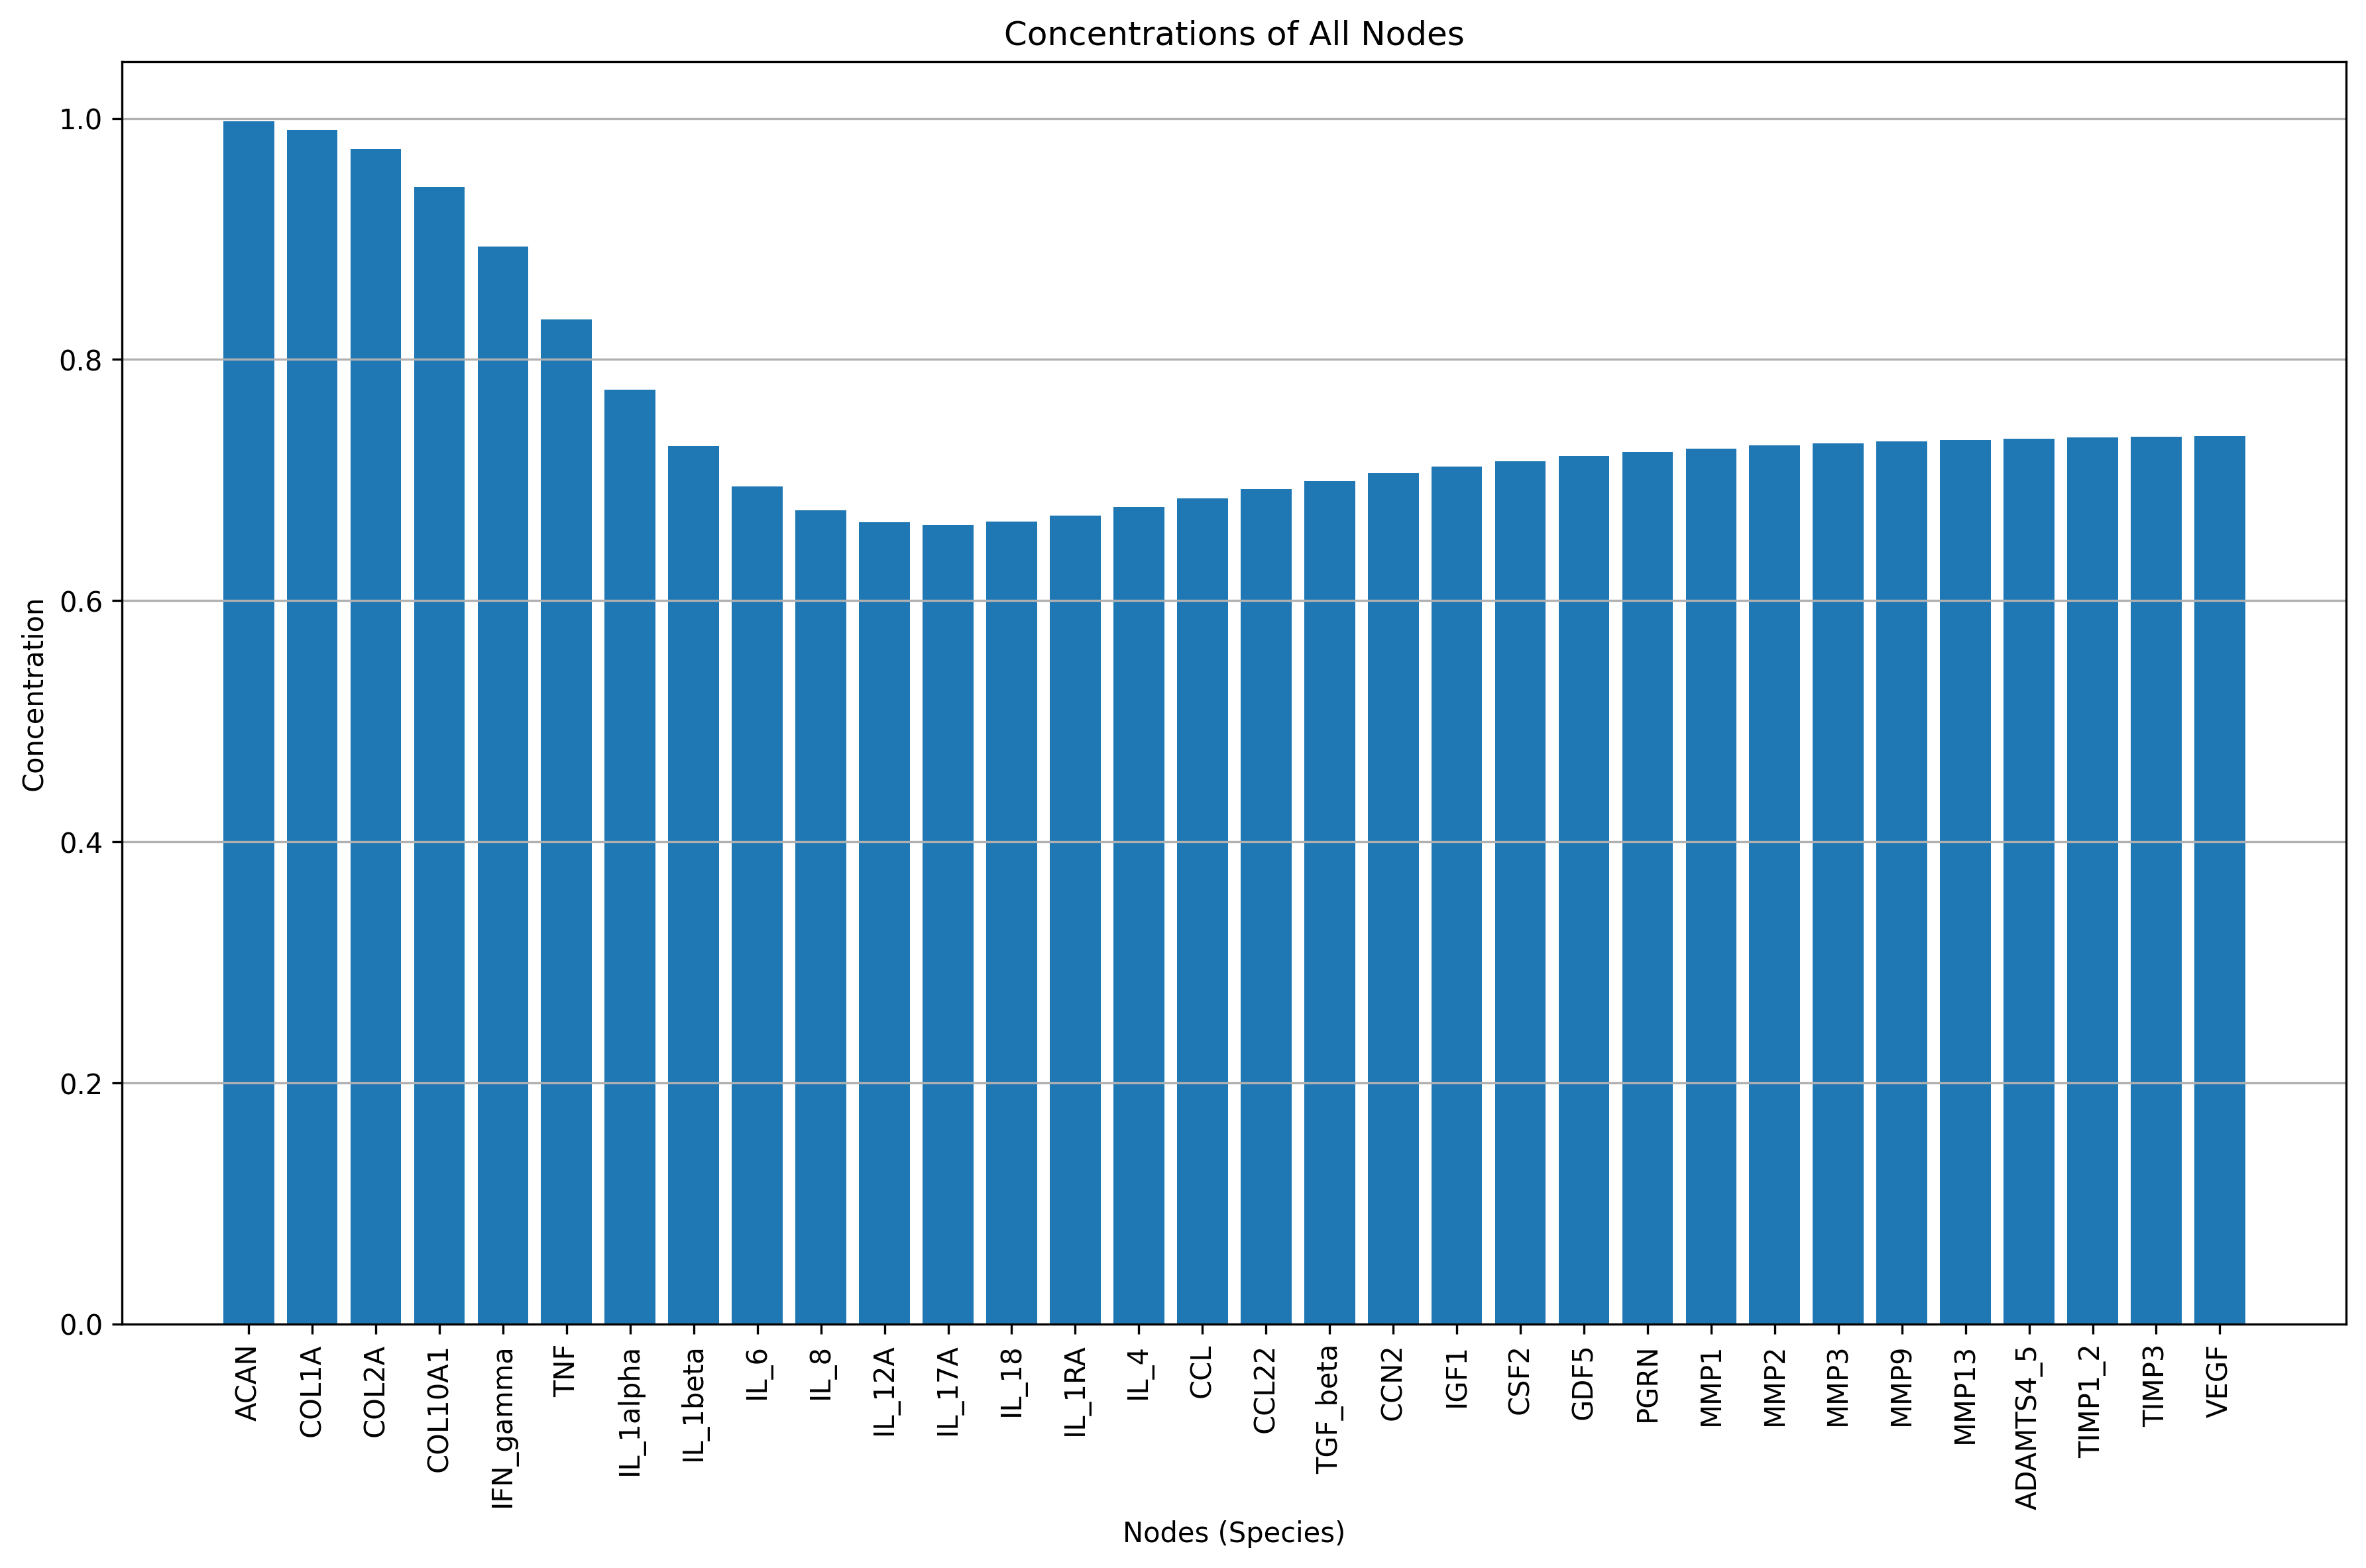 Concentrations of All Nodes
1.0
0.8
0.6
0.4
0.2
0.0
Concentration
ACAN
COL1A
COL2A
COL10A1
IFN_gamma
TNF
IL_1alpha
IL_1beta
IL_6
IL_8
IL_12A
IL_17A
IL_18
IL_1RA
IL_4
CCL
CCL22
TGF_beta
CCN2
IGF1
CSF2
GDF5
PGRN
MMP1
MMP2
MMP3
MMP9
MMP13
ADAMTS4_5
TIMP1_2
TIMP3
VEGF
Nodes (Species)